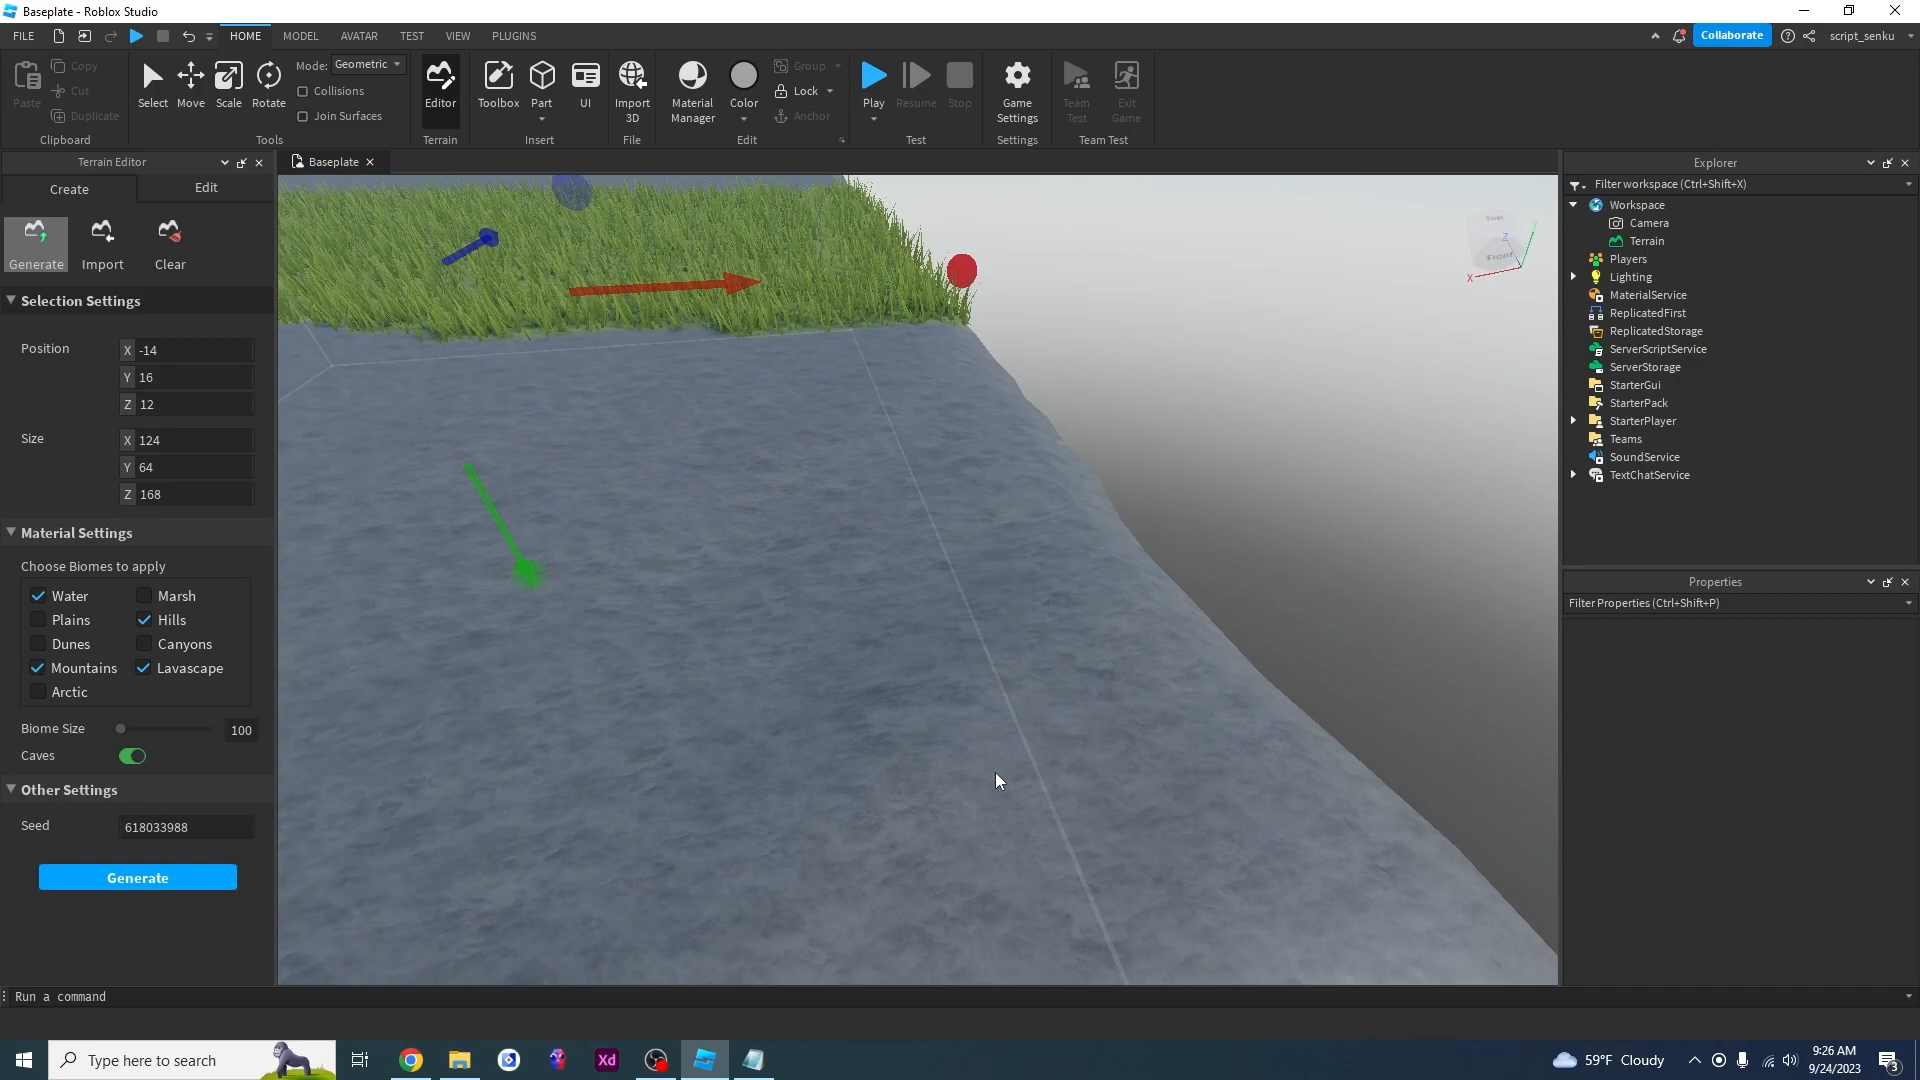 Baseplate - Roblox Studio
FILE HOME MODEL AVATAR TEST VIEW PLUGINS Collaborate script_senku
Paste Copy Cut Duplicate
Select Move Scale Rotate
Mode: Geometric
Collisions
Join Surfaces
Editor
Toolbox Part UI
Import 3D
Material Manager
Color
Group
Lock
Anchor
Play Resume Stop
Game Settings
Team Test
Exit Game
Clipboard Tools Terrain Insert File Edit Test Settings Team Test
Terrain Editor
Create Edit
Generate Import Clear
Selection Settings
Position X -14
Y 16
Z 12
Size X 124
Y 64
Z 168
Material Settings
Choose Biomes to apply
Water Marsh
Plains Hills
Dunes Canyons
Mountains Lavascape
Arctic
Biome Size 100
Caves
Other Settings
Seed 618033988
Generate
Baseplate
Front
X
Y
Z
Explorer
Filter workspace (Ctrl+Shift+X)
Workspace
Camera
Terrain
Players
Lighting
MaterialService
ReplicatedFirst
ReplicatedStorage
ServerScriptService
ServerStorage
StarterGui
StarterPack
StarterPlayer
Teams
SoundService
TextChatService
Properties
Filter Properties (Ctrl+Shift+P)
Run a command
Type here to search
Xd
59°F Cloudy
9:26 AM
9/24/2023
3